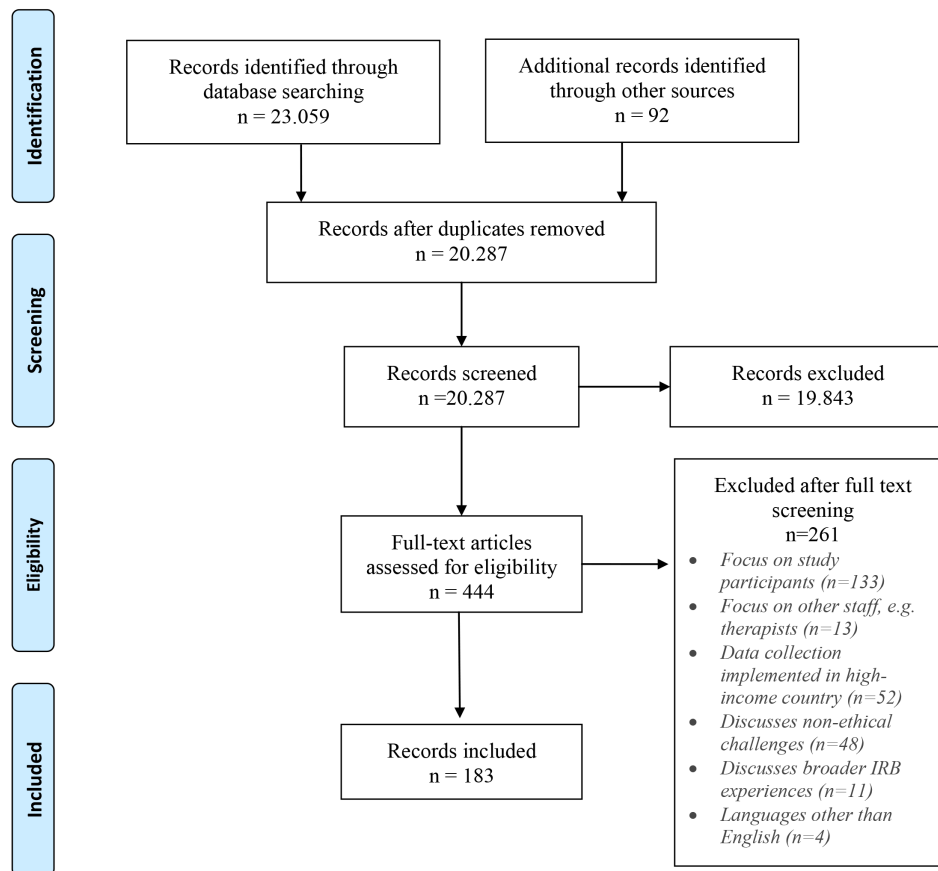 Identification
Records identified through
database searching
n = 23.059
Additional records identified
through other sources
n = 92
Records after duplicates removed
n = 20.287
Screening
Records screened
n =20.287
Records excluded
n = 19.843
Eligibility
Full-text articles
assessed for eligibility
n = 444
Excluded after full text
screening
n=261
• Focus on study
participants (n=133)
• Focus on other staff, e.g.
therapists (n=13)
• Data collection
implemented in high-
income country (n=52)
• Discusses non-ethical
challenges (n=48)
• Discusses broader IRB
experiences (n=11)
• Languages other than
English (n=4)
Included
Records included
n = 183